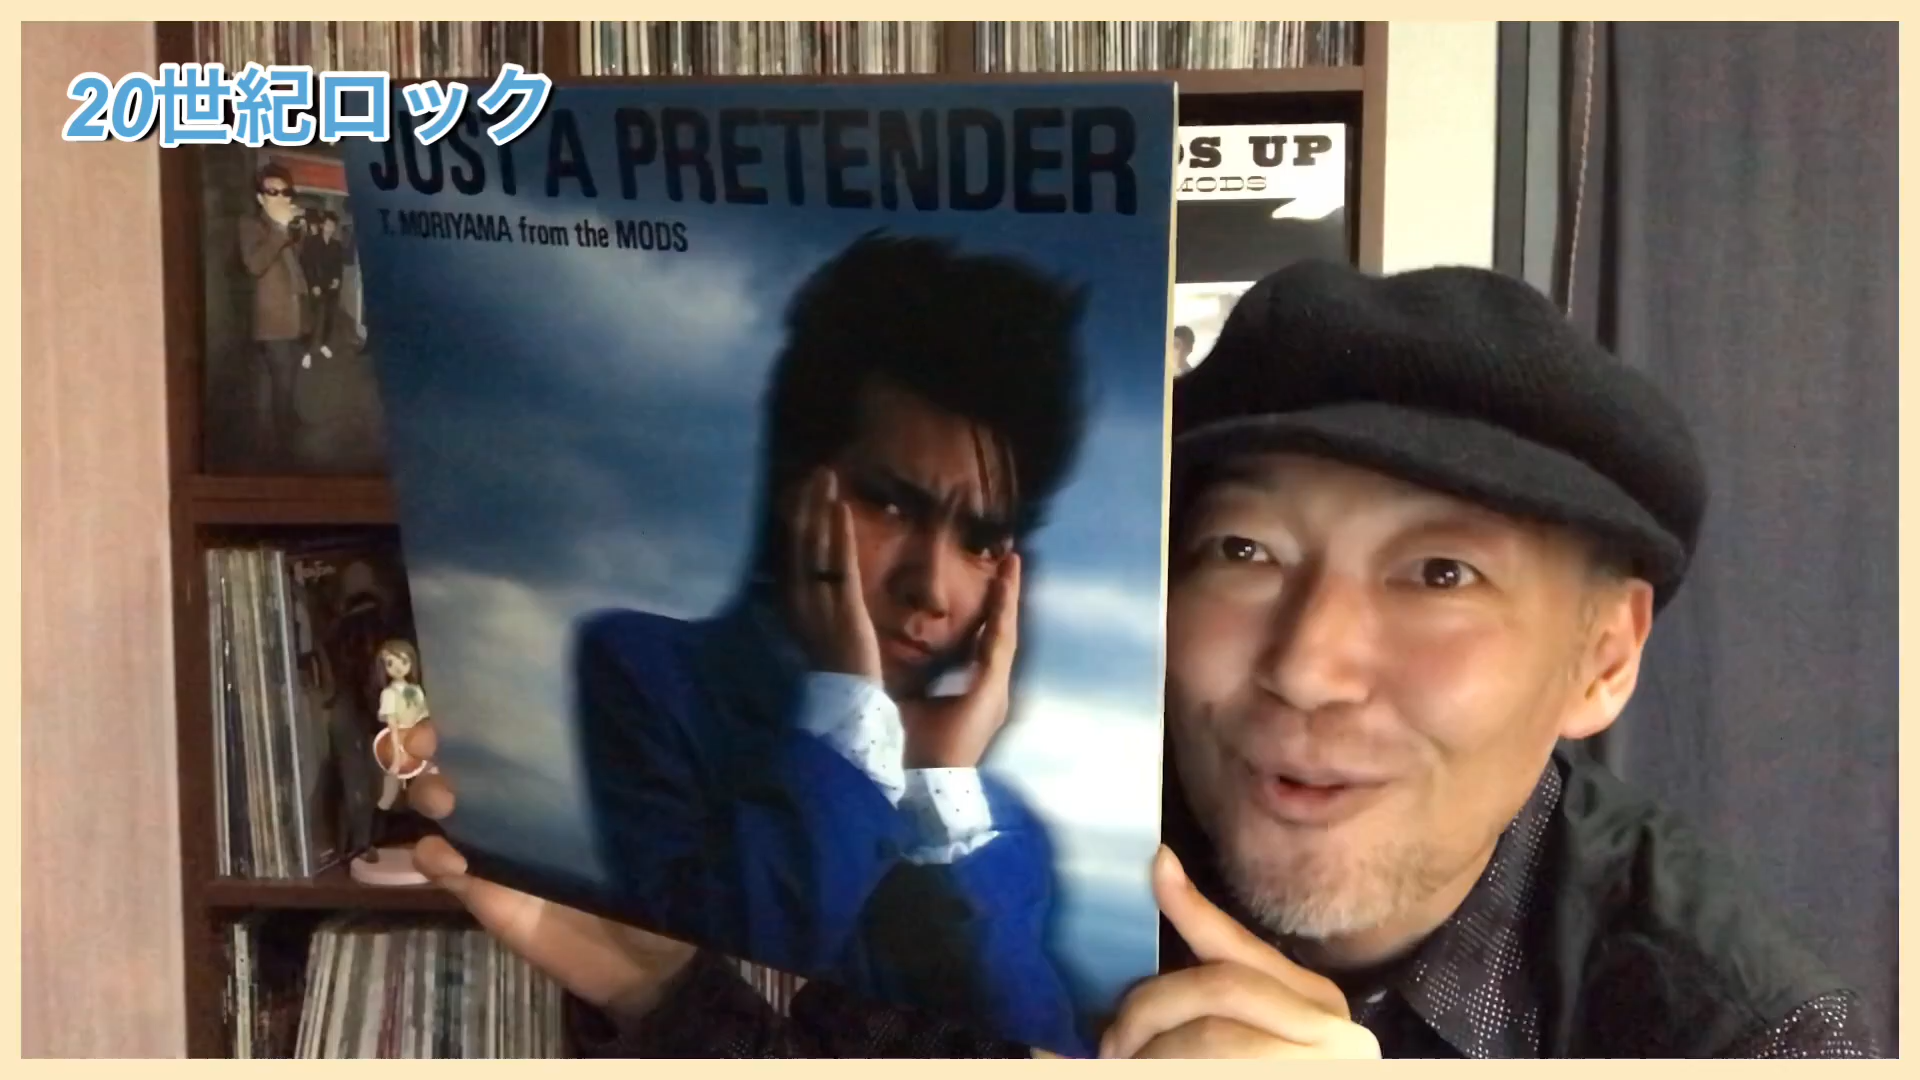 20世紀ロック
JUST A PRETENDER
T. MORIYAMA from the MODS
S UP
MODS